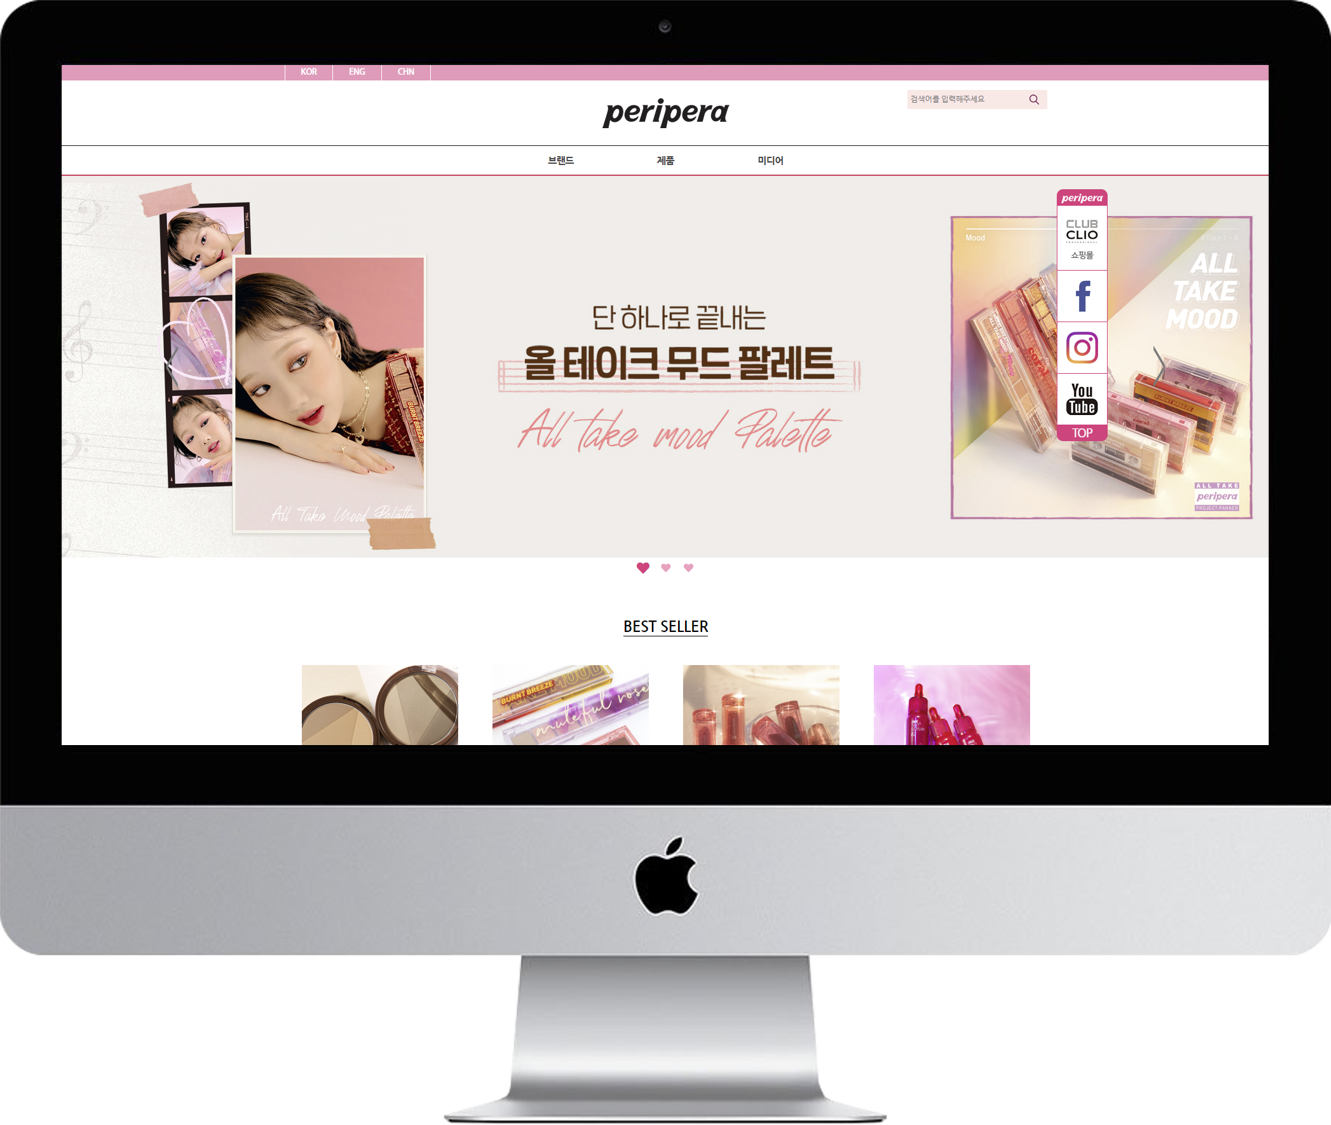 KOR ENG CHN
peripera
검색어를 입력해주세요
브랜드 제품 미디어
단 하나로 끝내는
올 테이크 무드 팔레트
All take mood Palette
All Take Mood Palette
Mood
ALL
TAKE
MOOD
ALL TAKE
peripera
peripera
CLUB
CLIO
쇼핑몰
f
You
Tube
TOP
BEST SELLER
BURNT BREEZE
muteful rose